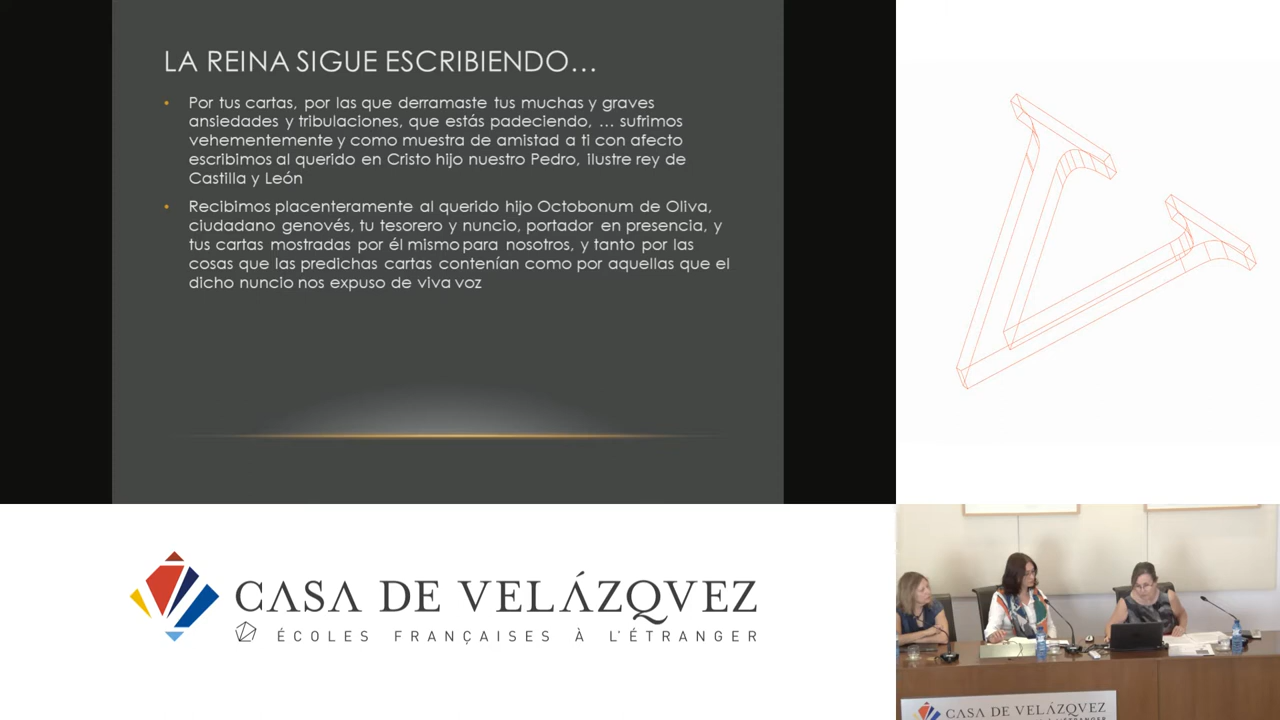 LA REINA SIGUE ESCRIBIENDO…
• Por tus cartas, por las que derramaste tus muchas y graves
ansiedades y tribulaciones, que estás padeciendo, … sufrimos
vehementemente y como muestra de amistad a ti con afecto
escribimos al querido en Cristo hijo nuestro Pedro, ilustre rey de
Castilla y León
• Recibimos placenteramente al querido hijo Octobonum de Oliva,
ciudadano genovés, tu tesorero y nuncio, portador en presencia, y
tus cartas mostradas por él mismo para nosotros, y tanto por las
cosas que las predichas cartas contenían como por aquellas que el
dicho nuncio nos expuso de viva voz
CASA DE VELÁZQVEZ
ÉCOLES FRANÇAISES À L'ÉTRANGER
CASA DE VELÁZQVEZ